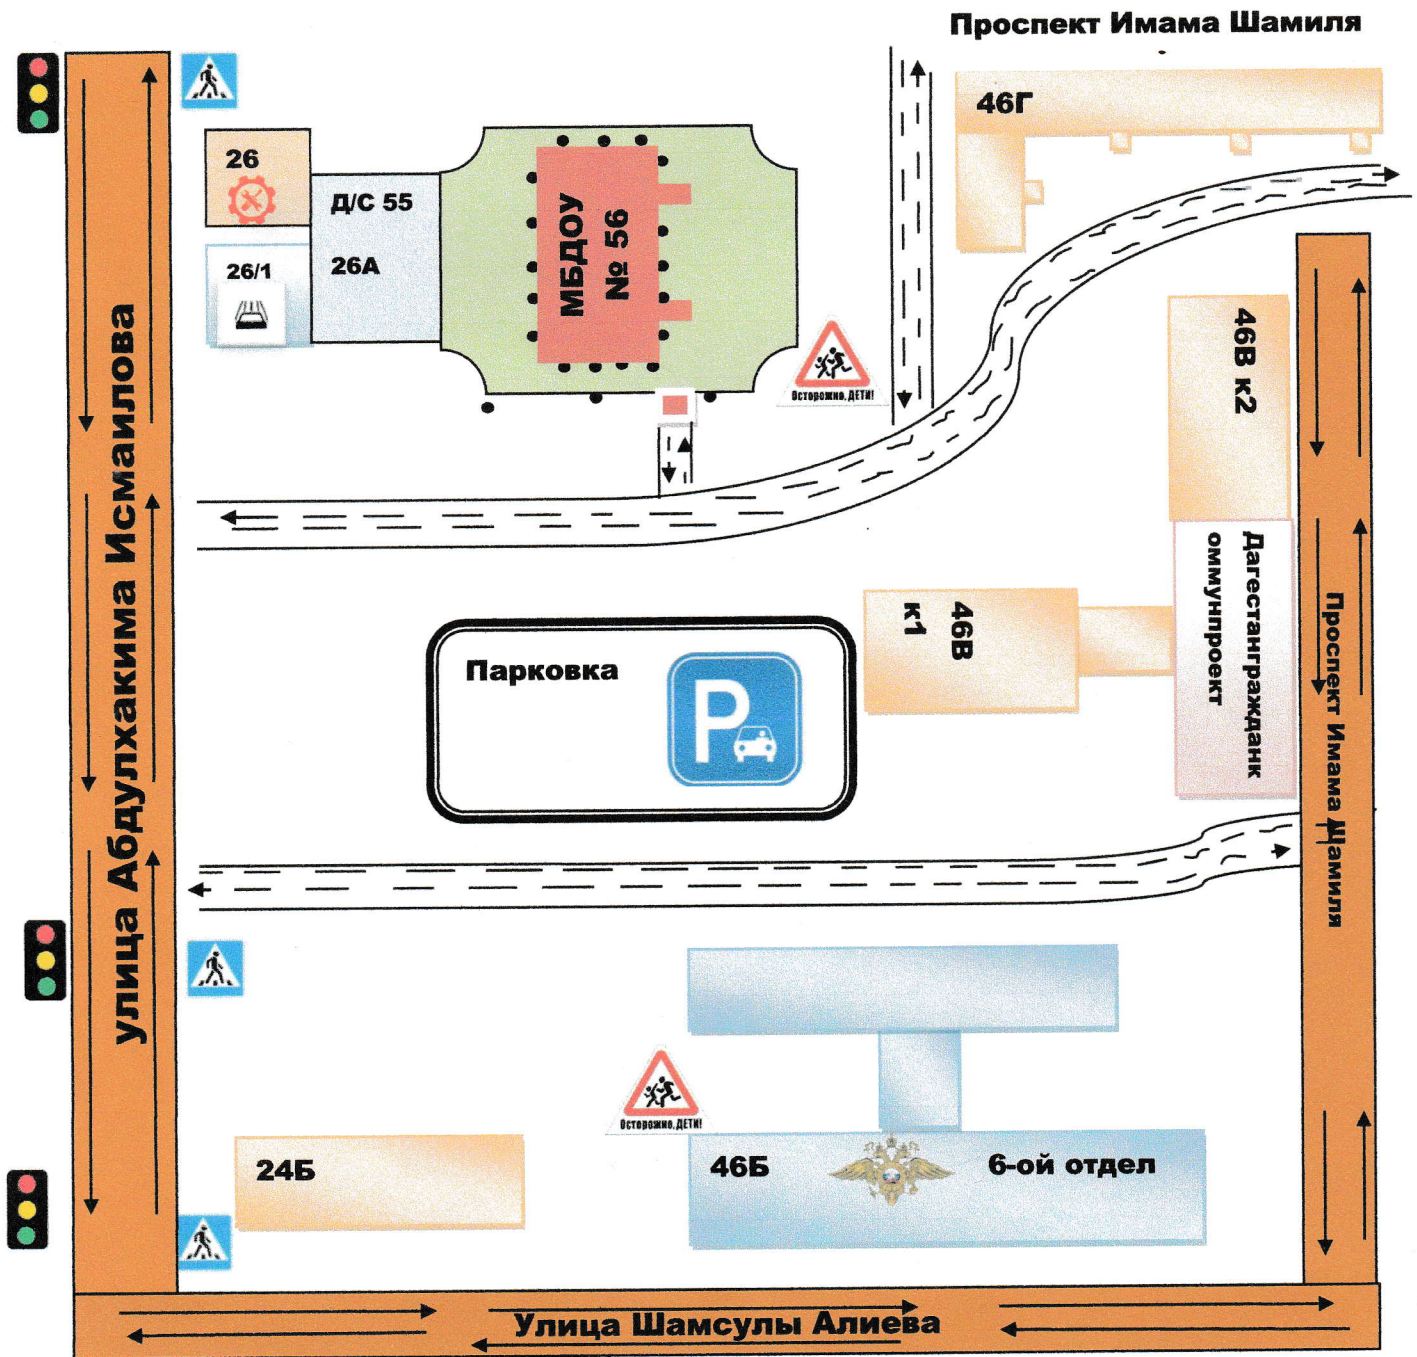 Проспект Имама Шамиля
46Г
26
Д/С 55
26/1
26А
МБДОУ
№ 56
Осторожно, ДЕТИ!
46В к2
улица Абдулхакима Исмаилова
Дагестангражданк
оммунпроект
46В
к1
Проспект Имама Шамиля
Парковка
P
Осторожно, ДЕТИ!
24Б
46Б
6-ой отдел
Улица Шамсулы Алиева